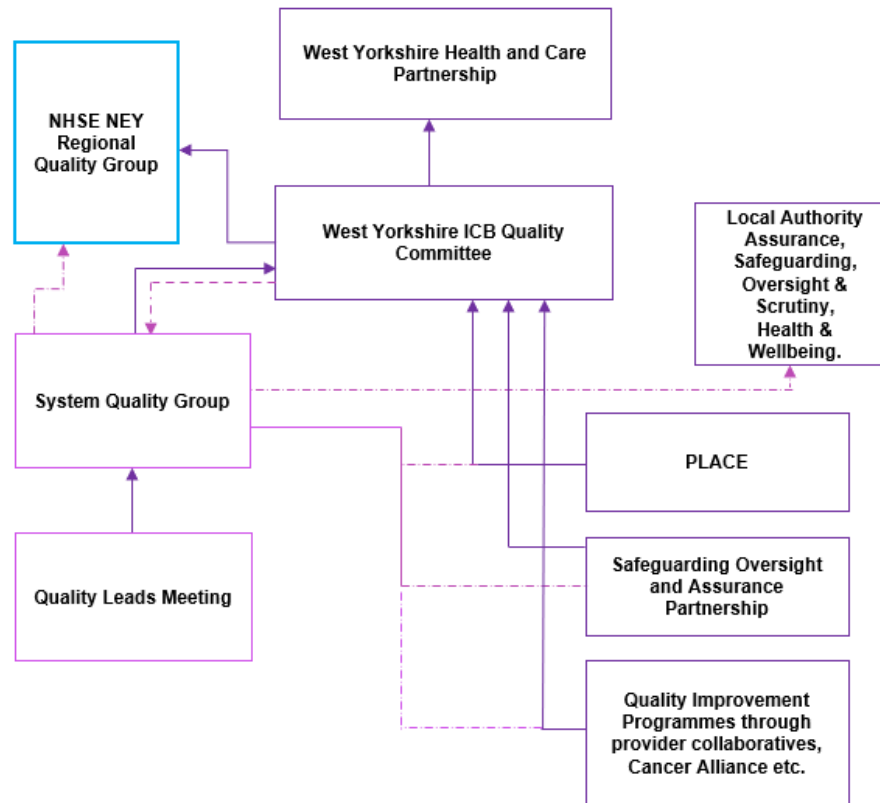 West Yorkshire Health and Care
Partnership
NHSE NEY
Regional
Quality Group
West Yorkshire ICB Quality
Committee
Local Authority
Assurance,
Safeguarding,
Oversight &
Scrutiny,
Health &
Wellbeing.
System Quality Group
PLACE
Quality Leads Meeting
Safeguarding Oversight
and Assurance
Partnership
Quality Improvement
Programmes through
provider collaboratives,
Cancer Alliance etc.